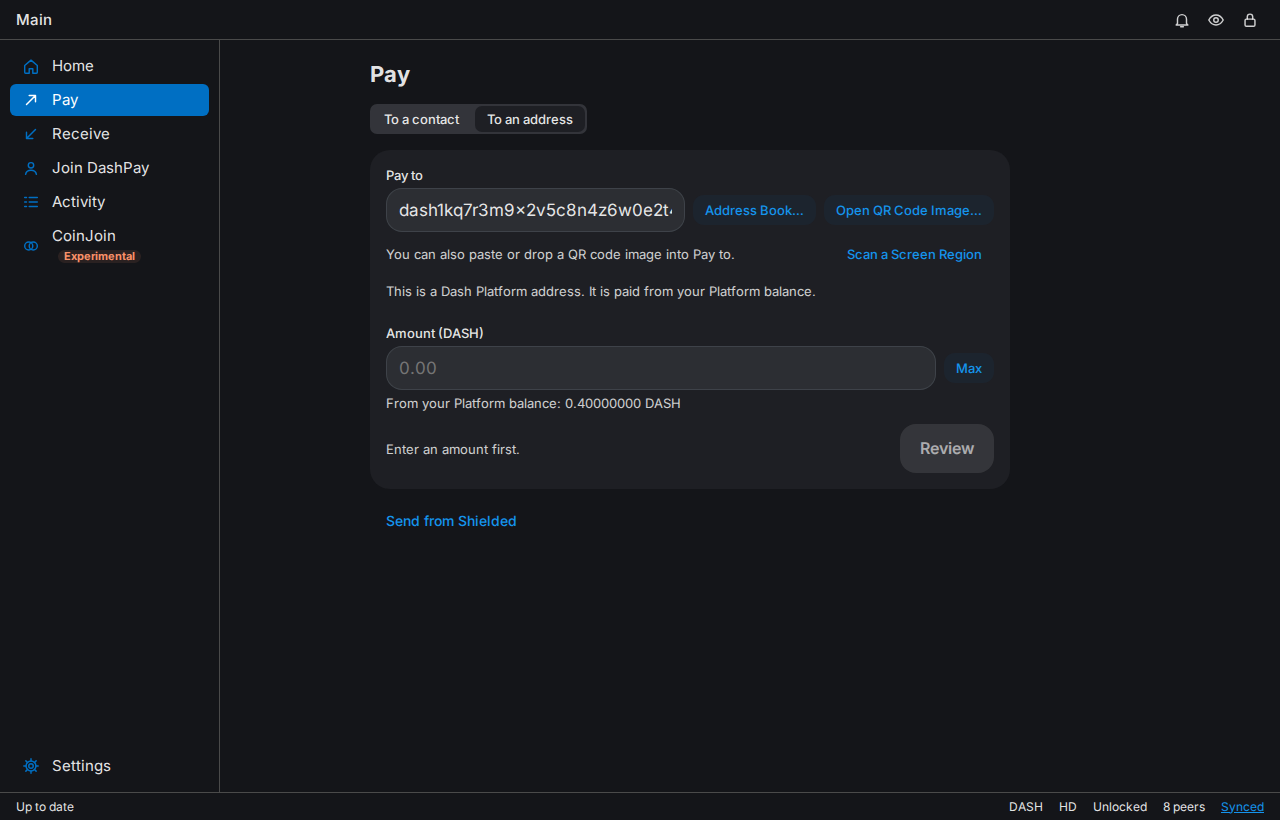 Main
Home
Pay
Receive
Join DashPay
Activity
CoinJoin
Experimental
Settings
Pay
To a contact
To an address
Pay to
dash1kq7r3m9×2v5c8n4z6w0e2t
Address Book...
Open QR Code Image...
You can also paste or drop a QR code image into Pay to.
Scan a Screen Region
This is a Dash Platform address. It is paid from your Platform balance.
Amount (DASH)
0.00
Max
From your Platform balance: 0.40000000 DASH
Enter an amount first.
Review
Send from Shielded
Up to date
DASH
HD
Unlocked
8 peers
Synced